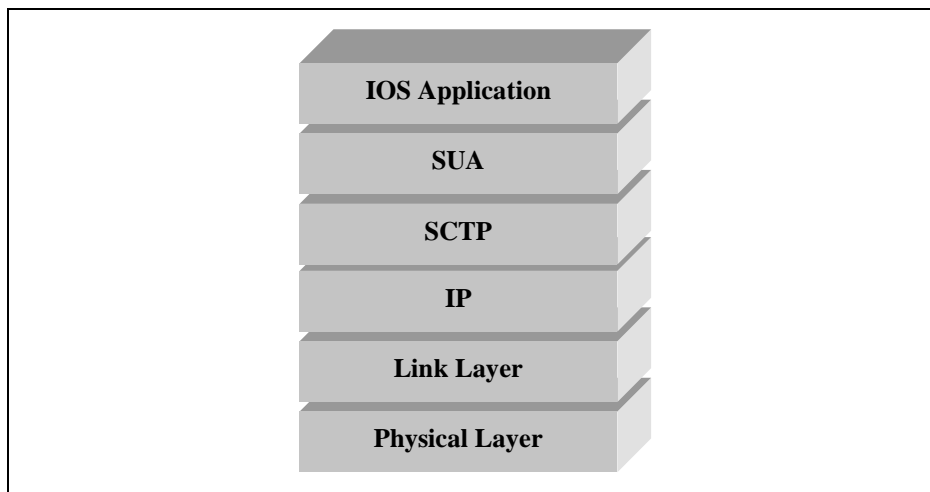 IOS Application
SUA
SCTP
IP
Link Layer
Physical Layer